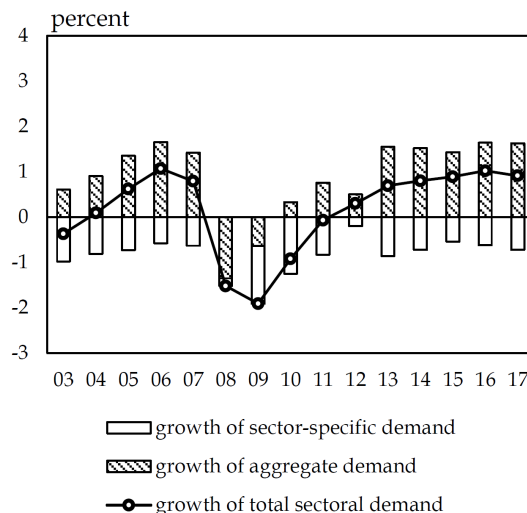 percent
4
3
2
1
0
-1
-2
-3
03 04 05 06 07 08 09 10 11 12 13 14 15 16 17
growth of sector-specific demand
growth of aggregate demand
growth of total sectoral demand